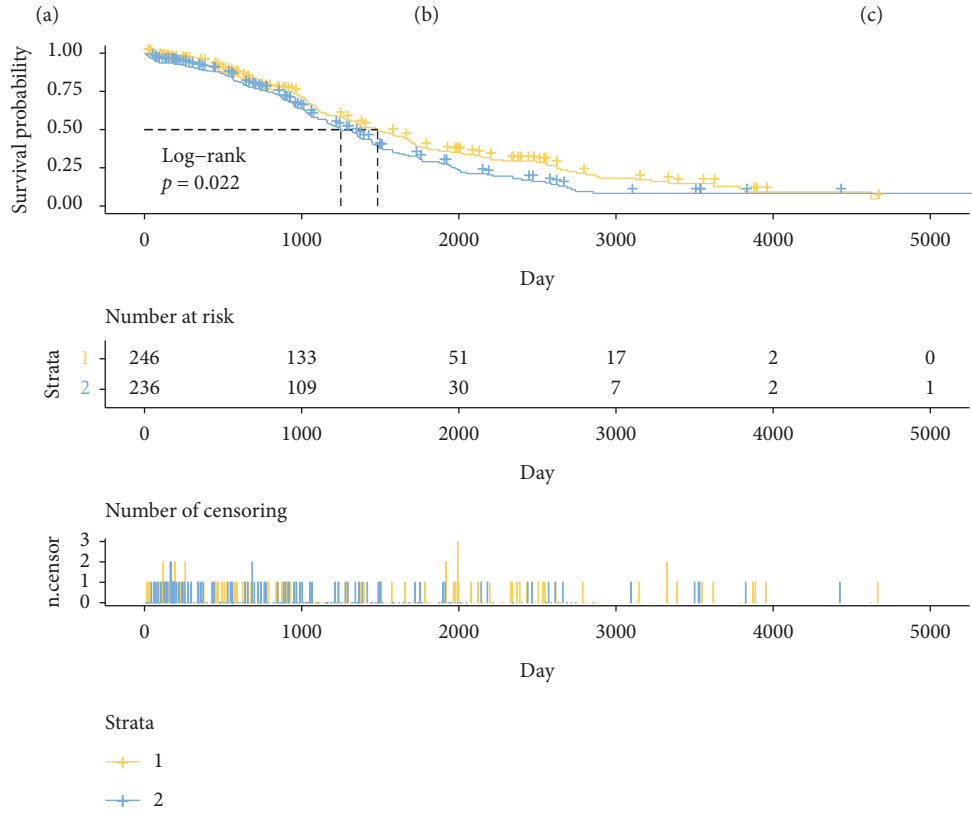 (a) (b) (c)
Survival probability
1.00
0.75
0.50
0.25
0.00
Log−rank
p = 0.022
0 1000 2000 3000 4000 5000
Day
Number at risk
Strata
1 246 133 51 17 2 0
2 236 109 30 7 2 1
0 1000 2000 3000 4000 5000
Day
Number of censoring
n.censor
3
2
1
0
0 1000 2000 3000 4000 5000
Day
Strata
1
2